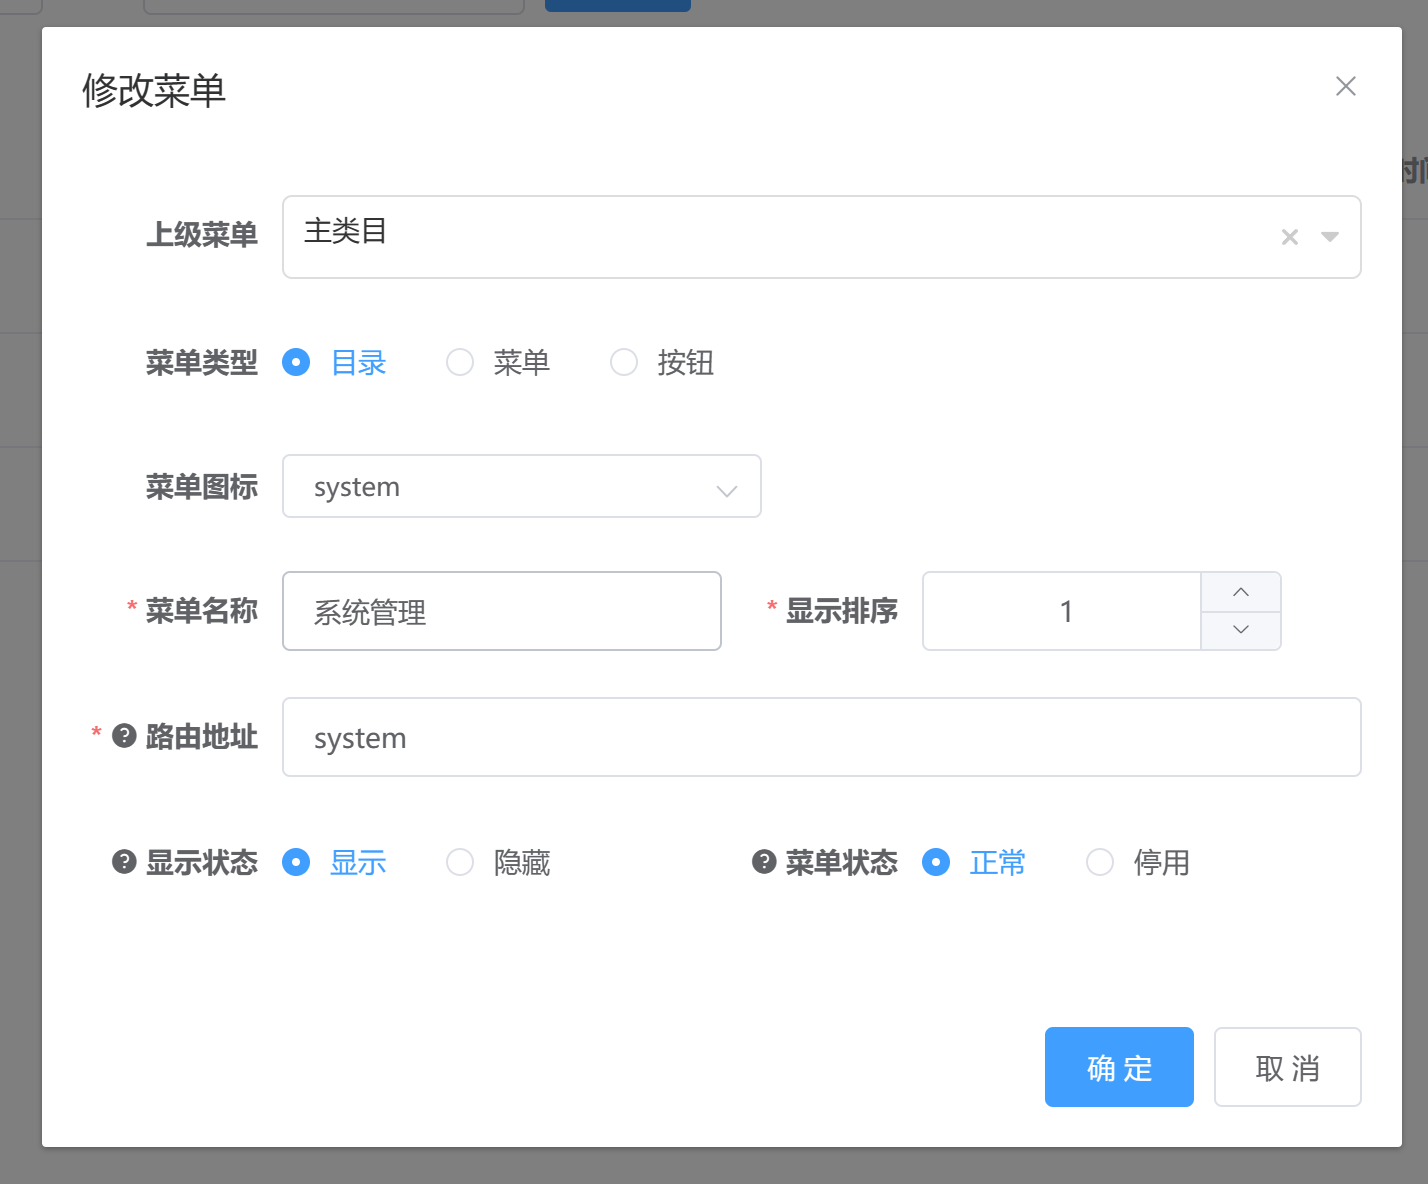 修改菜单
时间
上级菜单 主类目
菜单类型 目录 菜单 按钮
菜单图标 system
* 菜单名称 系统管理 * 显示排序 1
* ? 路由地址 system
? 显示状态 显示 隐藏 ? 菜单状态 正常 停用
确 定 取 消